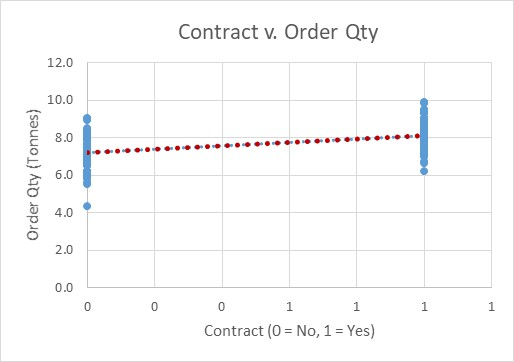 Contract v. Order Qty
12.0
10.0
8.0
6.0
4.0
2.0
0.0
Order Qty (Tonnes)
0 0 0 1 1 1 1
Contract (0 = No, 1 = Yes)